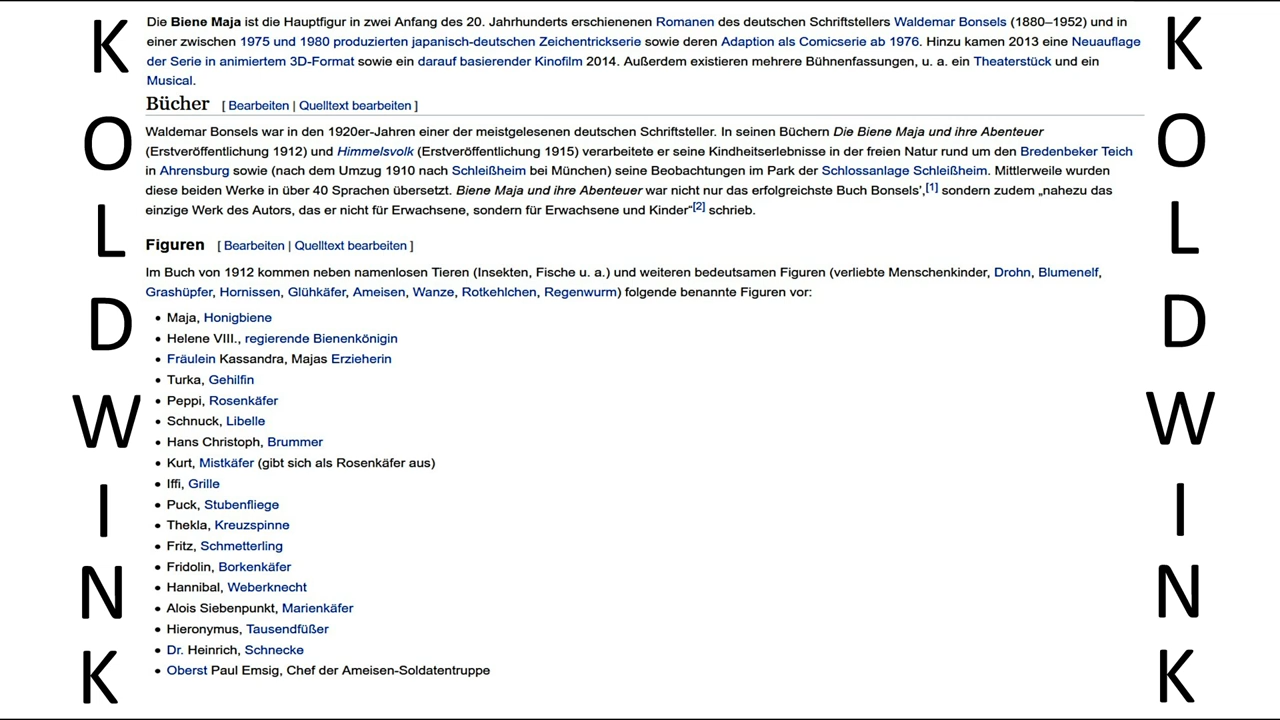 Die Biene Maja ist die Hauptfigur in zwei Anfang des 20. Jahrhunderts erschienenen Romanen des deutschen Schriftstellers Waldemar Bonsels (1880–1952) und in
einer zwischen 1975 und 1980 produzierten japanisch-deutschen Zeichentrickserie sowie deren Adaption als Comicserie ab 1976. Hinzu kamen 2013 eine Neuauflage
der Serie in animiertem 3D-Format sowie ein darauf basierender Kinofilm 2014. Außerdem existieren mehrere Bühnenfassungen, u. a. ein Theaterstück und ein
Musical.
Bücher [ Bearbeiten | Quelltext bearbeiten ]
Waldemar Bonsels war in den 1920er-Jahren einer der meistgelesenen deutschen Schriftsteller. In seinen Büchern Die Biene Maja und ihre Abenteuer
(Erstveröffentlichung 1912) und Himmelsvolk (Erstveröffentlichung 1915) verarbeitete er seine Kindheitserlebnisse in der freien Natur rund um den Bredenbeker Teich
in Ahrensburg sowie (nach dem Umzug 1910 nach Schleißheim bei München) seine Beobachtungen im Park der Schlossanlage Schleißheim. Mittlerweile wurden
diese beiden Werke in über 40 Sprachen übersetzt. Biene Maja und ihre Abenteuer war nicht nur das erfolgreichste Buch Bonsels’,[1] sondern zudem „nahezu das
einzige Werk des Autors, das er nicht für Erwachsene, sondern für Erwachsene und Kinder“[2] schrieb.
Figuren [ Bearbeiten | Quelltext bearbeiten ]
Im Buch von 1912 kommen neben namenlosen Tieren (Insekten, Fische u. a.) und weiteren bedeutsamen Figuren (verliebte Menschenkinder, Drohn, Blumenelf,
Grashüpfer, Hornissen, Glühkäfer, Ameisen, Wanze, Rotkehlchen, Regenwurm) folgende benannte Figuren vor:
• Maja, Honigbiene
• Helene VIII., regierende Bienenkönigin
• Fräulein Kassandra, Majas Erzieherin
• Turka, Gehilfin
• Peppi, Rosenkäfer
• Schnuck, Libelle
• Hans Christoph, Brummer
• Kurt, Mistkäfer (gibt sich als Rosenkäfer aus)
• Iffi, Grille
• Puck, Stubenfliege
• Thekla, Kreuzspinne
• Fritz, Schmetterling
• Fridolin, Borkenkäfer
• Hannibal, Weberknecht
• Alois Siebenpunkt, Marienkäfer
• Hieronymus, Tausendfüßer
• Dr. Heinrich, Schnecke
• Oberst Paul Emsig, Chef der Ameisen-Soldatentruppe
KOLDWINK
KOLDWINK